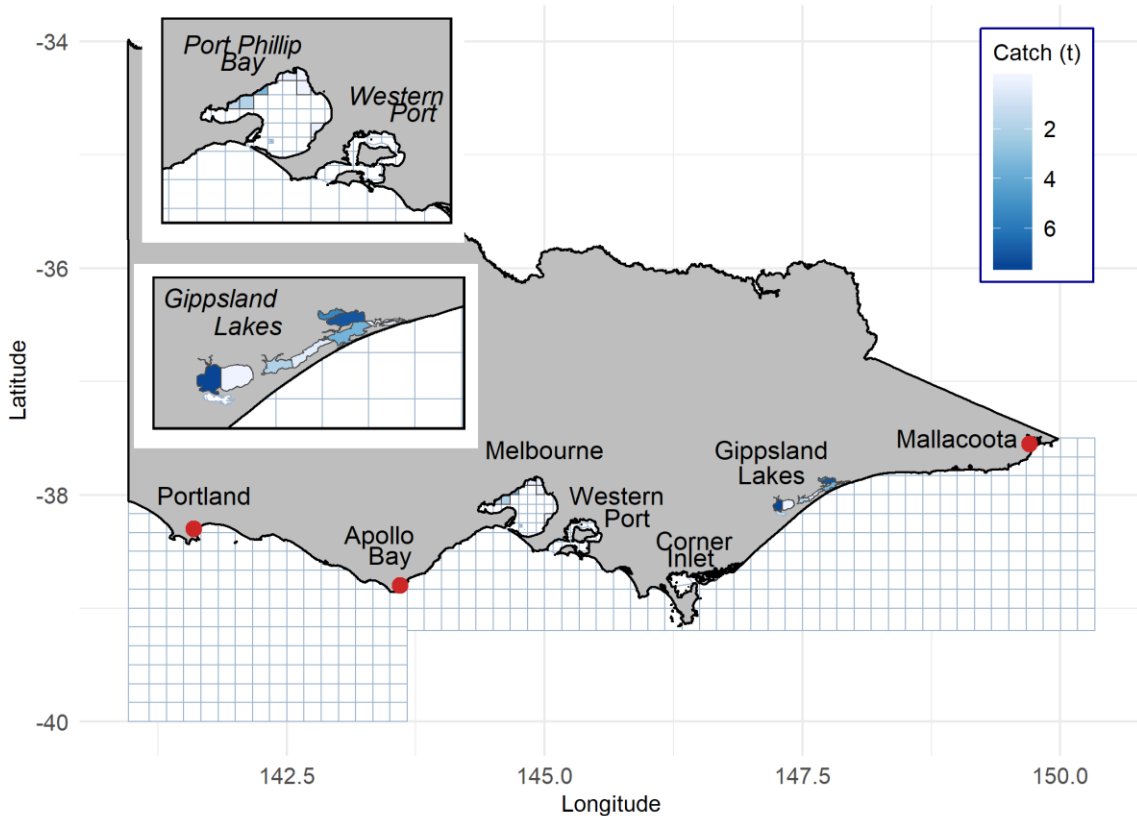 -34
-36
-38
-40
Latitude
Port Phillip
Bay
Western
Port
Catch (t)
2
4
6
Gippsland
Lakes
Melbourne
Gippsland
Lakes
Mallacoota
Portland
Western
Port
Apollo
Bay
Corner
Inlet
142.5
145.0
147.5
150.0
Longitude